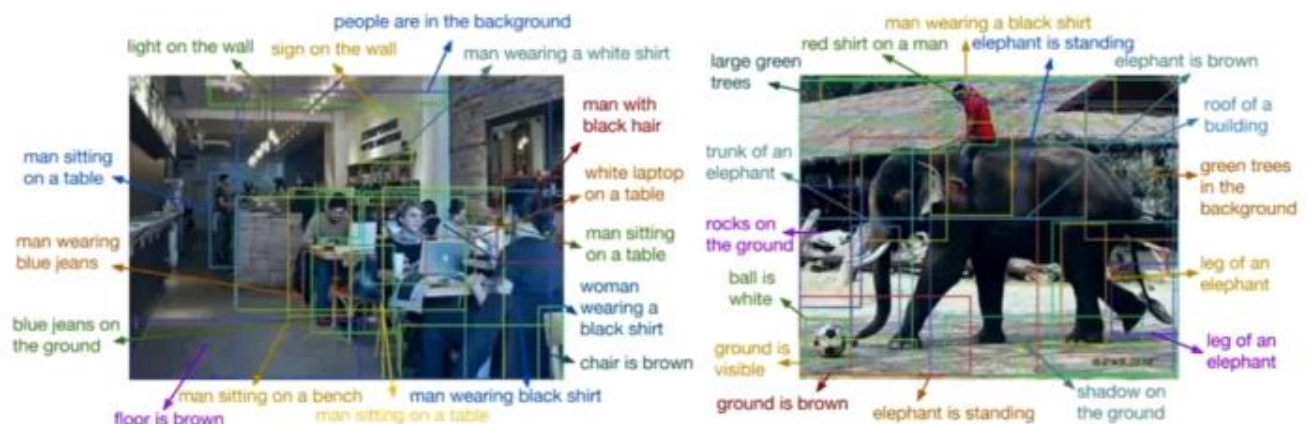 people are in the background
light on the wall
sign on the wall
man wearing a white shirt
man with
black hair
man sitting
on a table
white laptop
on a table
man wearing
blue jeans
man sitting
on a table
woman
wearing a
black shirt
blue jeans on
the ground
chair is brown
man sitting on a bench
man wearing black shirt
man sitting on a table
floor is brown
man wearing a black shirt
red shirt on a man
elephant is standing
large green
trees
elephant is brown
roof of a
building
trunk of an
elephant
green trees
in the
background
rocks on
the ground
leg of an
elephant
ball is
white
ground is
visible
leg of an
elephant
shadow on
the ground
ground is brown
elephant is standing